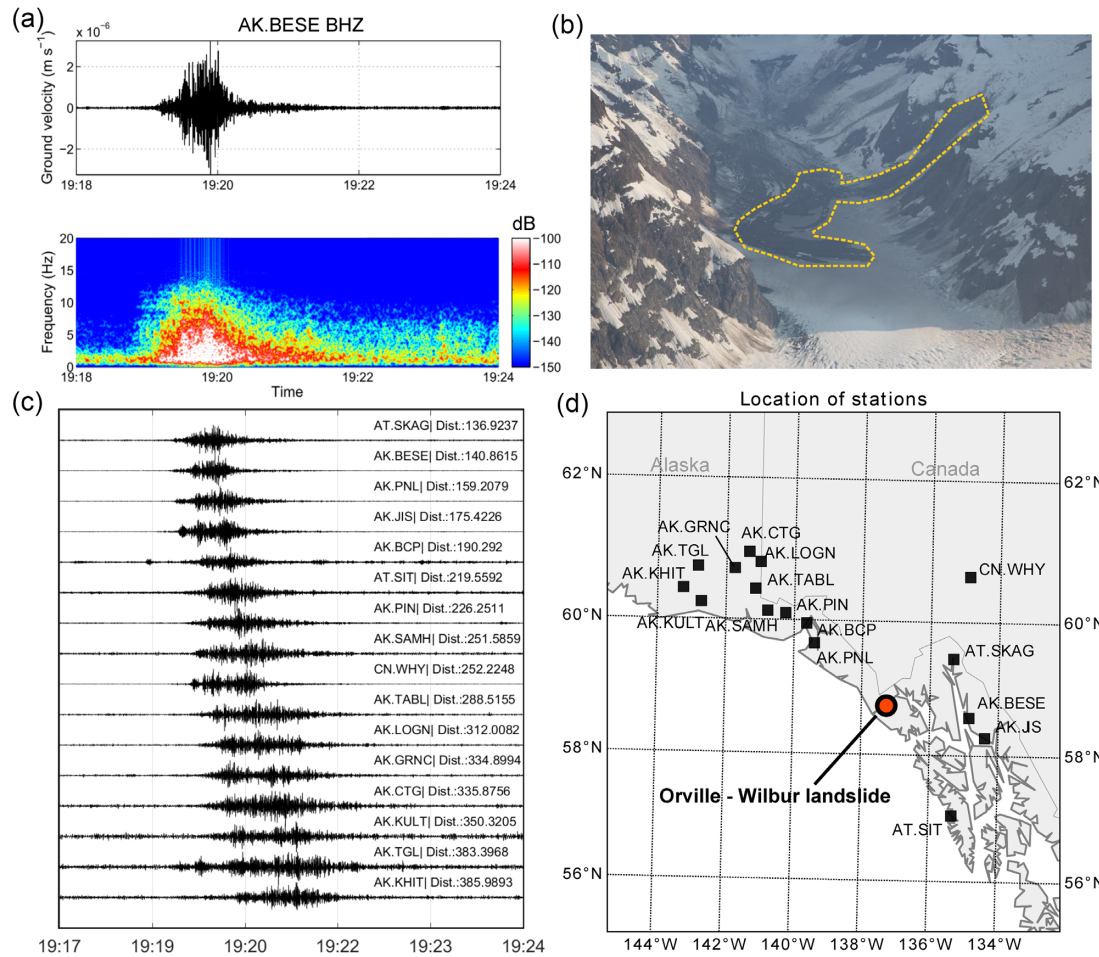 (a)
AK.BESE BHZ
x 10⁻⁶
Ground velocity (m s⁻¹)
2
0
−2
19:18
19:20
19:22
19:24
dB
Frequency (Hz)
20
15
10
5
0
−100
−110
−120
−130
−140
−150
19:18
19:20
19:22
19:24
Time
(b)
(c)
AT.SKAG| Dist.:136.9237
AK.BESE| Dist.:140.8615
AK.PNL| Dist.:159.2079
AK.JIS| Dist.:175.4226
AK.BCP| Dist.:190.292
AT.SIT| Dist.:219.5592
AK.PIN| Dist.:226.2511
AK.SAMH| Dist.:251.5859
CN.WHY| Dist.:252.2248
AK.TABL| Dist.:288.5155
AK.LOGN| Dist.:312.0082
AK.GRNC| Dist.:334.8994
AK.CTG| Dist.:335.8756
AK.KULT| Dist.:350.3205
AK.TGL| Dist.:383.3968
AK.KHIT| Dist.:385.9893
19:17
19:19
19:20
19:22
19:23
19:24
(d)
Location of stations
62°N
62°N
Alaska
Canada
AK.GRNC
AK.CTG
AK.TGL
AK.LOGN
AK.KHIT
AK.TABL
CN.WHY
60°N
AK.KULT
AK.SAMH
AK.PIN
60°N
AK.BCP
AK.PNL
AT.SKAG
AK.BESE
AK.JIS
58°N
58°N
Orville - Wilbur landslide
AT.SIT
56°N
56°N
144°W
142°W
140°W
138°W
136°W
134°W